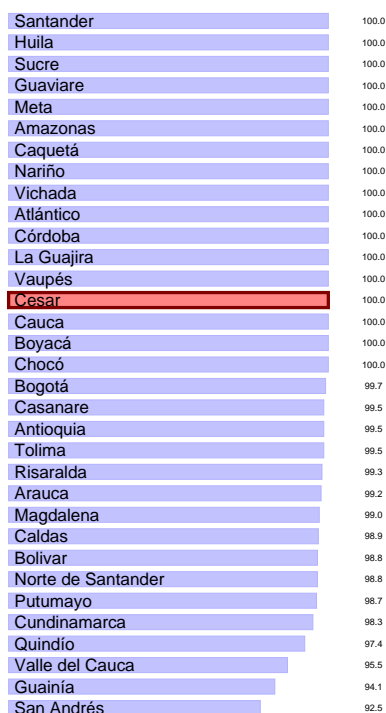 Santander 100.0
Huila 100.0
Sucre 100.0
Guaviare 100.0
Meta 100.0
Amazonas 100.0
Caquetá 100.0
Nariño 100.0
Vichada 100.0
Atlántico 100.0
Córdoba 100.0
La Guajira 100.0
Vaupés 100.0
Cesar 100.0
Cauca 100.0
Boyacá 100.0
Chocó 100.0
Bogotá 99.7
Casanare 99.5
Antioquia 99.5
Tolima 99.5
Risaralda 99.3
Arauca 99.2
Magdalena 99.0
Caldas 98.9
Bolivar 98.8
Norte de Santander 98.8
Putumayo 98.7
Cundinamarca 98.3
Quindío 97.4
Valle del Cauca 95.5
Guainía 94.1
San Andrés 92.5